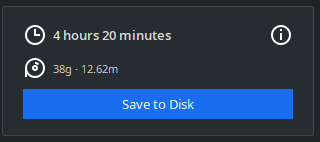 4 hours 20 minutes
38g · 12.62m
Save to Disk